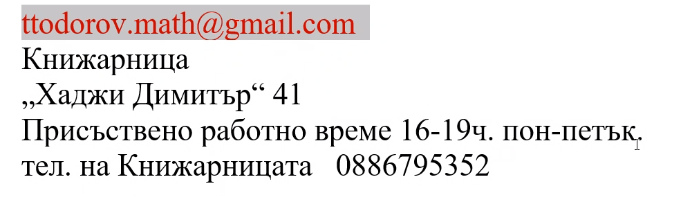 ttodorov.math@gmail.com
Книжарница
„Хаджи Димитър“ 41
Присъствено работно време 16-19ч. пон-петък.
тел. на Книжарницата 0886795352